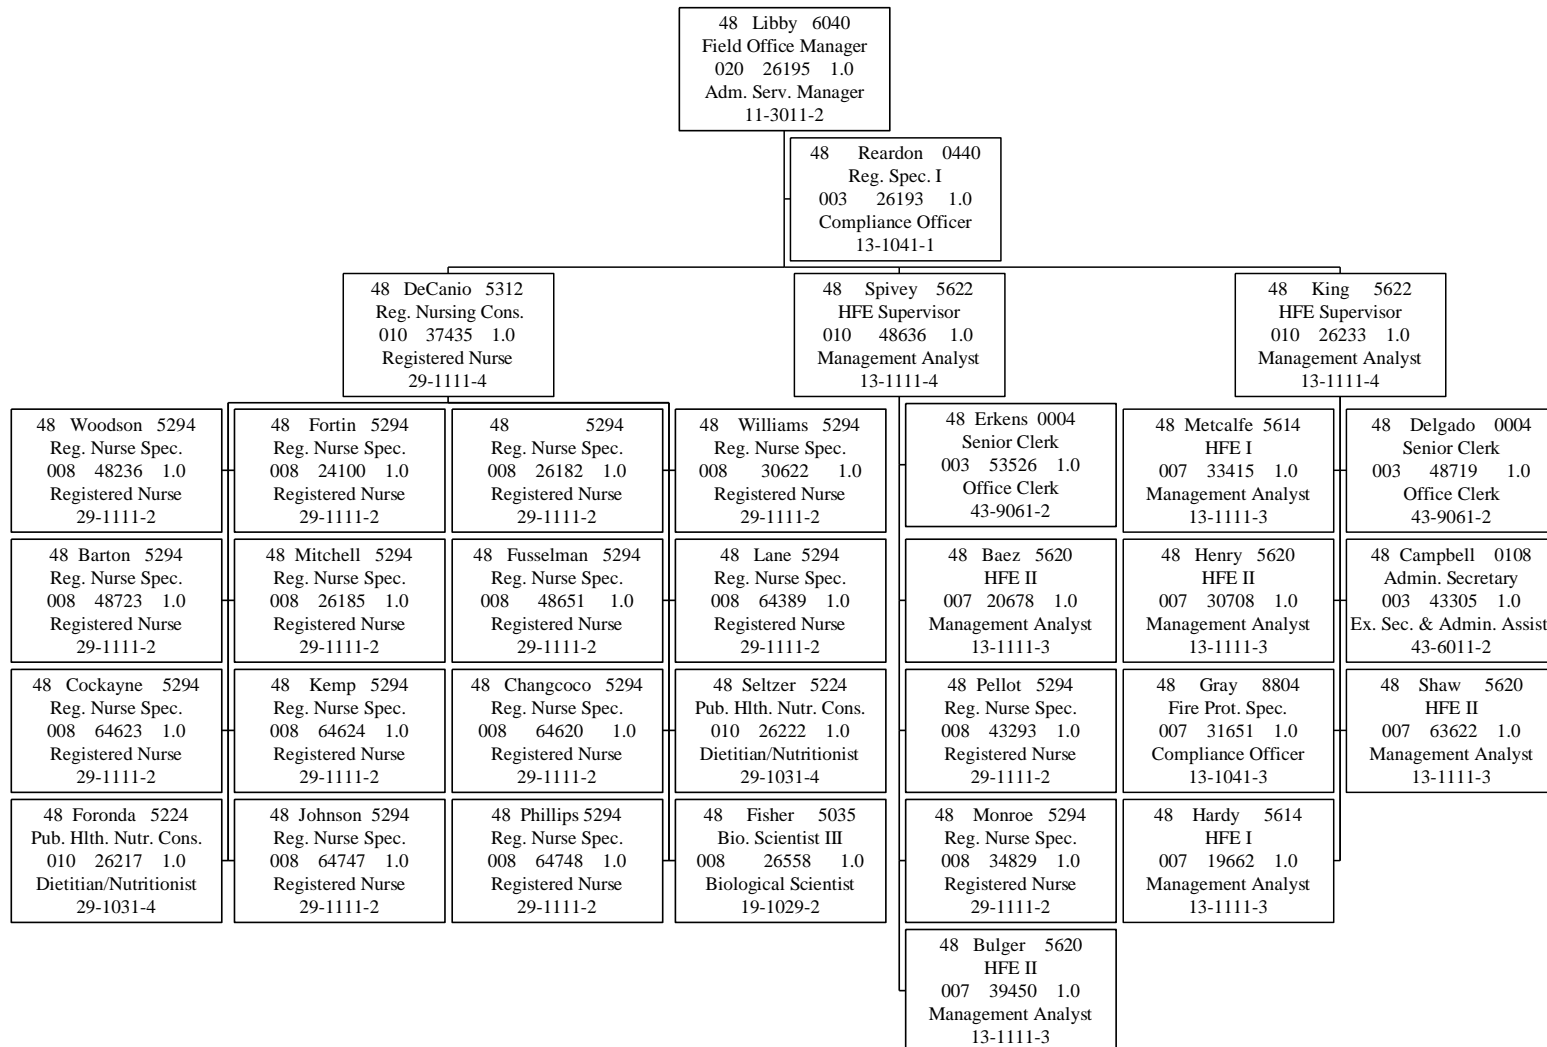 48 Libby 6040
Field Office Manager
020 26195 1.0
Adm. Serv. Manager
11-3011-2
48 Reardon 0440
Reg. Spec. I
003 26193 1.0
Compliance Officer
13-1041-1
48 DeCanio 5312
Reg. Nursing Cons.
010 37435 1.0
Registered Nurse
29-1111-4
48 Spivey 5622
HFE Supervisor
010 48636 1.0
Management Analyst
13-1111-4
48 King 5622
HFE Supervisor
010 26233 1.0
Management Analyst
13-1111-4
48 Woodson 5294
Reg. Nurse Spec.
008 48236 1.0
Registered Nurse
29-1111-2
48 Fortin 5294
Reg. Nurse Spec.
008 24100 1.0
Registered Nurse
29-1111-2
48 5294
Reg. Nurse Spec.
008 26182 1.0
Registered Nurse
29-1111-2
48 Williams 5294
Reg. Nurse Spec.
008 30622 1.0
Registered Nurse
29-1111-2
48 Erkens 0004
Senior Clerk
003 53526 1.0
Office Clerk
43-9061-2
48 Metcalfe 5614
HFE I
007 33415 1.0
Management Analyst
13-1111-3
48 Delgado 0004
Senior Clerk
003 48719 1.0
Office Clerk
43-9061-2
48 Barton 5294
Reg. Nurse Spec.
008 48723 1.0
Registered Nurse
29-1111-2
48 Mitchell 5294
Reg. Nurse Spec.
008 26185 1.0
Registered Nurse
29-1111-2
48 Fusselman 5294
Reg. Nurse Spec.
008 48651 1.0
Registered Nurse
29-1111-2
48 Lane 5294
Reg. Nurse Spec.
008 64389 1.0
Registered Nurse
29-1111-2
48 Baez 5620
HFE II
007 20678 1.0
Management Analyst
13-1111-3
48 Henry 5620
HFE II
007 30708 1.0
Management Analyst
13-1111-3
48 Campbell 0108
Admin. Secretary
003 43305 1.0
Ex. Sec. & Admin. Assist
43-6011-2
48 Cockayne 5294
Reg. Nurse Spec.
008 64623 1.0
Registered Nurse
29-1111-2
48 Kemp 5294
Reg. Nurse Spec.
008 64624 1.0
Registered Nurse
29-1111-2
48 Changcoco 5294
Reg. Nurse Spec.
008 64620 1.0
Registered Nurse
29-1111-2
48 Seltzer 5224
Pub. Hlth. Nutr. Cons.
010 26222 1.0
Dietitian/Nutritionist
29-1031-4
48 Pellot 5294
Reg. Nurse Spec.
008 43293 1.0
Registered Nurse
29-1111-2
48 Gray 8804
Fire Prot. Spec.
007 31651 1.0
Compliance Officer
13-1041-3
48 Shaw 5620
HFE II
007 63622 1.0
Management Analyst
13-1111-3
48 Foronda 5224
Pub. Hlth. Nutr. Cons.
010 26217 1.0
Dietitian/Nutritionist
29-1031-4
48 Johnson 5294
Reg. Nurse Spec.
008 64747 1.0
Registered Nurse
29-1111-2
48 Phillips 5294
Reg. Nurse Spec.
008 64748 1.0
Registered Nurse
29-1111-2
48 Fisher 5035
Bio. Scientist III
008 26558 1.0
Biological Scientist
19-1029-2
48 Monroe 5294
Reg. Nurse Spec.
008 34829 1.0
Registered Nurse
29-1111-2
48 Hardy 5614
HFE I
007 19662 1.0
Management Analyst
13-1111-3
48 Bulger 5620
HFE II
007 39450 1.0
Management Analyst
13-1111-3